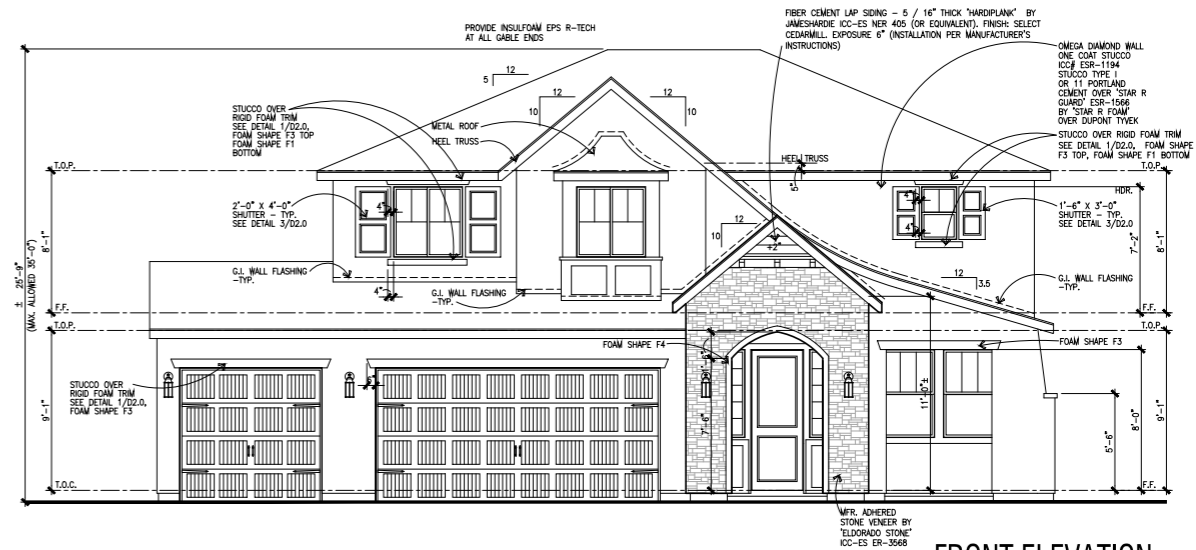 PROVIDE INSULFOAM EPS R-TECH
AT ALL GABLE ENDS
FIBER CEMENT LAP SIDING - 5 / 16" THICK 'HARDIPLANK' BY
JAMESHARDIE ICC-ES NER 405 (OR EQUIVALENT). FINISH: SELECT
CEDARMILL. EXPOSURE 6" (INSTALLATION PER MANUFACTURER'S
INSTRUCTIONS)
OMEGA DIAMOND WALL
ONE COAT STUCCO
ICC# ESR-1194
STUCCO TYPE I
OR 11 PORTLAND
CEMENT OVER 'STAR R
GUARD' ESR-1566
BY 'STAR R FOAM'
OVER DUPONT TYVEK
12
5
12
10
12
10
STUCCO OVER
RIGID FOAM TRIM
SEE DETAIL 1/D2.0,
FOAM SHAPE F3 TOP
FOAM SHAPE F1
BOTTOM
METAL ROOF
HEEL TRUSS
STUCCO OVER RIGID FOAM TRIM
SEE DETAIL 1/D2.0, FOAM SHAPE
F3 TOP, FOAM SHAPE F1 BOTTOM
HEEL TRUSS
5"
T.O.P.
T.O.P.
HDR.
2'-0" X 4'-0"
SHUTTER - TYP.
SEE DETAIL 3/D2.0
4"
4"
4"
1'-6" X 3'-0"
SHUTTER - TYP.
SEE DETAIL 3/D2.0
12
10
±2"
8'-1"
7'-2"
8'-1"
± 25'-9"
(MAX. ALLOWED 35'-0")
G.I. WALL FLASHING
-TYP.
4"
G.I. WALL FLASHING
-TYP.
12
3.5
G.I. WALL FLASHING
-TYP.
F.F.
T.O.P.
F.F.
T.O.P.
FOAM SHAPE F4
FOAM SHAPE F3
STUCCO OVER
RIGID FOAM TRIM
SEE DETAIL 1/D2.0,
FOAM SHAPE F3
9'-1"
7'-6"
11'-0"±
5'-6"
8'-0"
9'-1"
T.O.C.
F.F.
MFR. ADHERED
STONE VENEER BY
'ELDORADO STONE'
ICC-ES ER-3568
FRONT ELEVATION